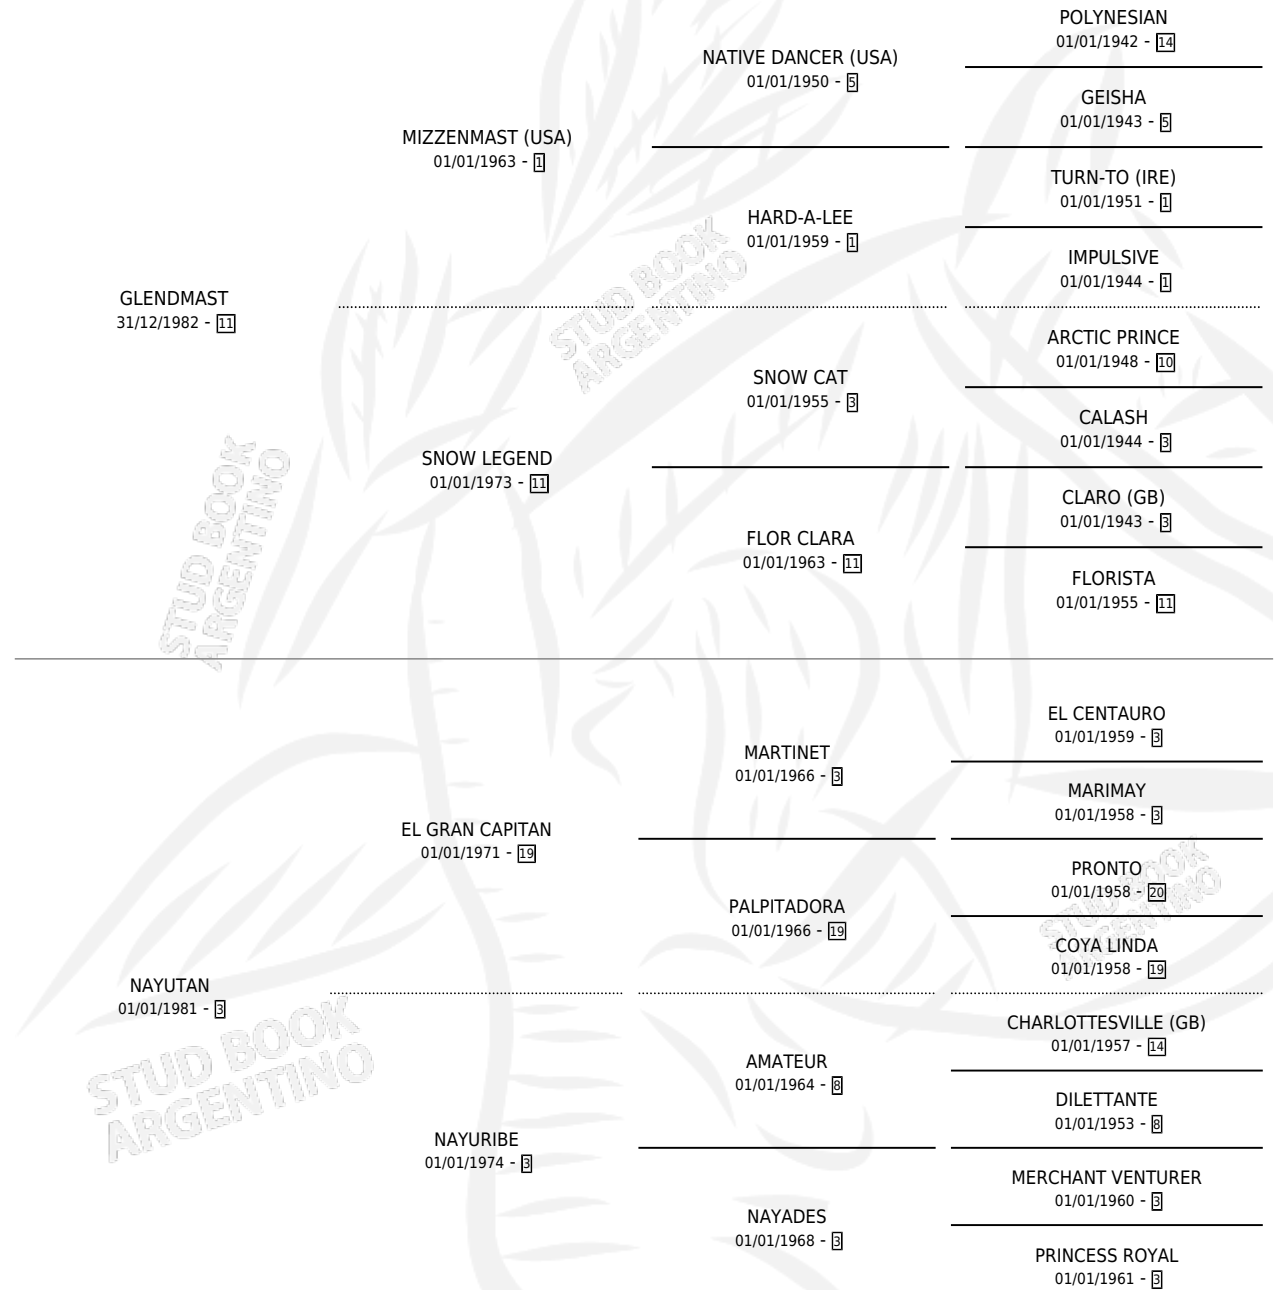 POLYNESIAN
01/01/1942 - 14
NATIVE DANCER (USA)
01/01/1950 - 5
GEISHA
01/01/1943 - 5
MIZZENMAST (USA)
01/01/1963 - 1
TURN-TO (IRE)
01/01/1951 - 1
HARD-A-LEE
01/01/1959 - 1
IMPULSIVE
01/01/1944 - 1
GLENDMAST
31/12/1982 - 11
STUD BOOK
ARGENTINO
ARCTIC PRINCE
01/01/1948 - 10
SNOW CAT
01/01/1955 - 3
CALASH
01/01/1944 - 3
SNOW LEGEND
01/01/1973 - 11
CLARO (GB)
01/01/1943 - 3
FLOR CLARA
01/01/1963 - 11
FLORISTA
01/01/1955 - 11
STUD BOOK
ARGENTINO
EL CENTAURO
01/01/1959 - 3
MARTINET
01/01/1966 - 3
MARIMAY
01/01/1958 - 3
EL GRAN CAPITAN
01/01/1971 - 19
PRONTO
01/01/1958 - 20
PALPITADORA
01/01/1966 - 19
COYA LINDA
01/01/1958 - 19
STUD BOOK
ARGENTINO
NAYUTAN
01/01/1981 - 3
CHARLOTTESVILLE (GB)
01/01/1957 - 14
AMATEUR
01/01/1964 - 8
DILETTANTE
01/01/1953 - 8
STUD BOOK
ARGENTINO
NAYURIBE
01/01/1974 - 3
MERCHANT VENTURER
01/01/1960 - 3
NAYADES
01/01/1968 - 3
PRINCESS ROYAL
01/01/1961 - 3